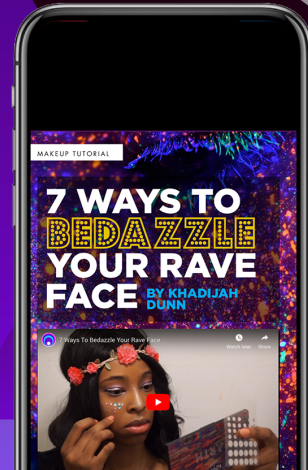 MAKEUP TUTORIAL
7 WAYS TO
BEDAZZLE
YOUR RAVE
FACE BY KHADIJAH
DUNN
7 Ways To Bedazzle Your Rave Face
Watch later Share